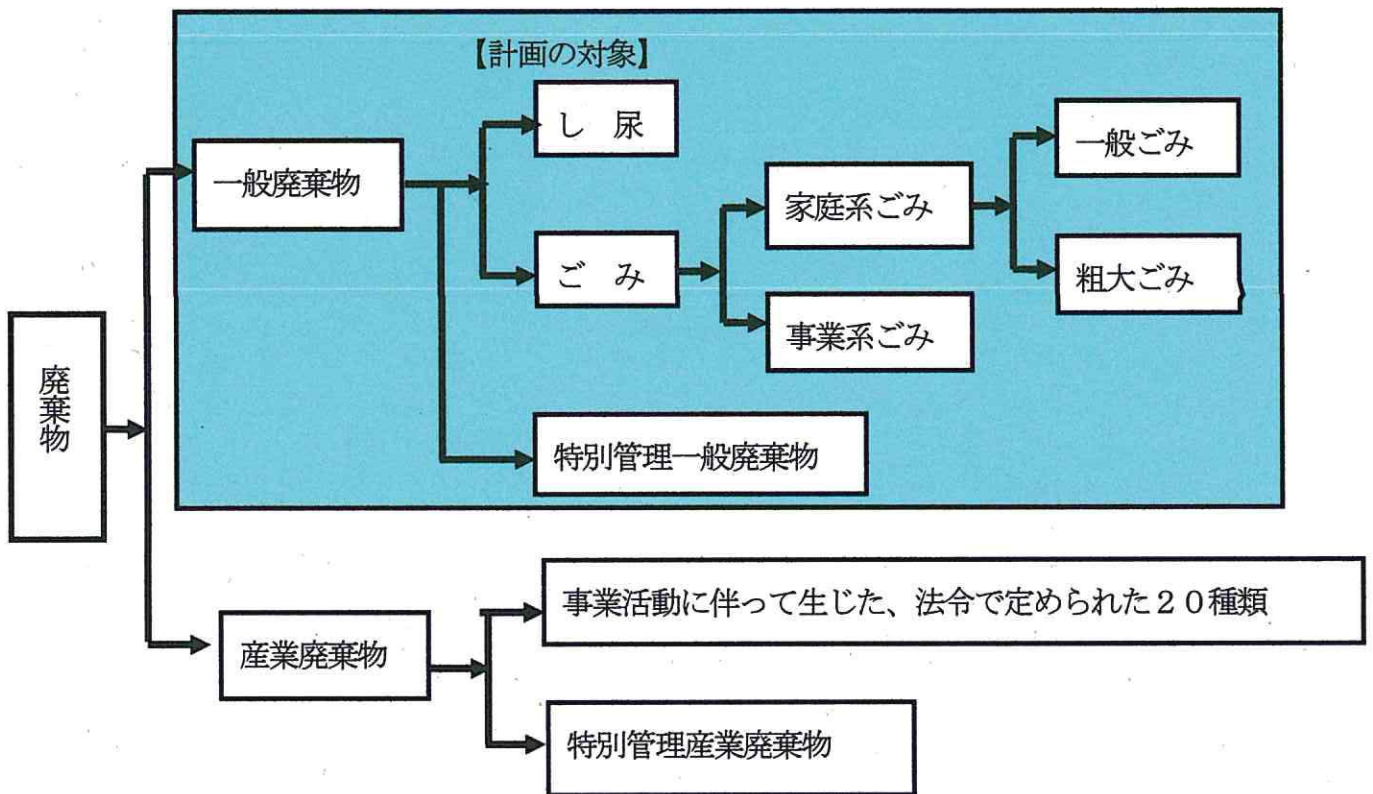 【計画の対象】
し　尿
一般ごみ
一般廃棄物
家庭系ごみ
ご　み
粗大ごみ
事業系ごみ
廃棄物
特別管理一般廃棄物
事業活動に伴って生じた、法令で定められた２０種類
産業廃棄物
特別管理産業廃棄物